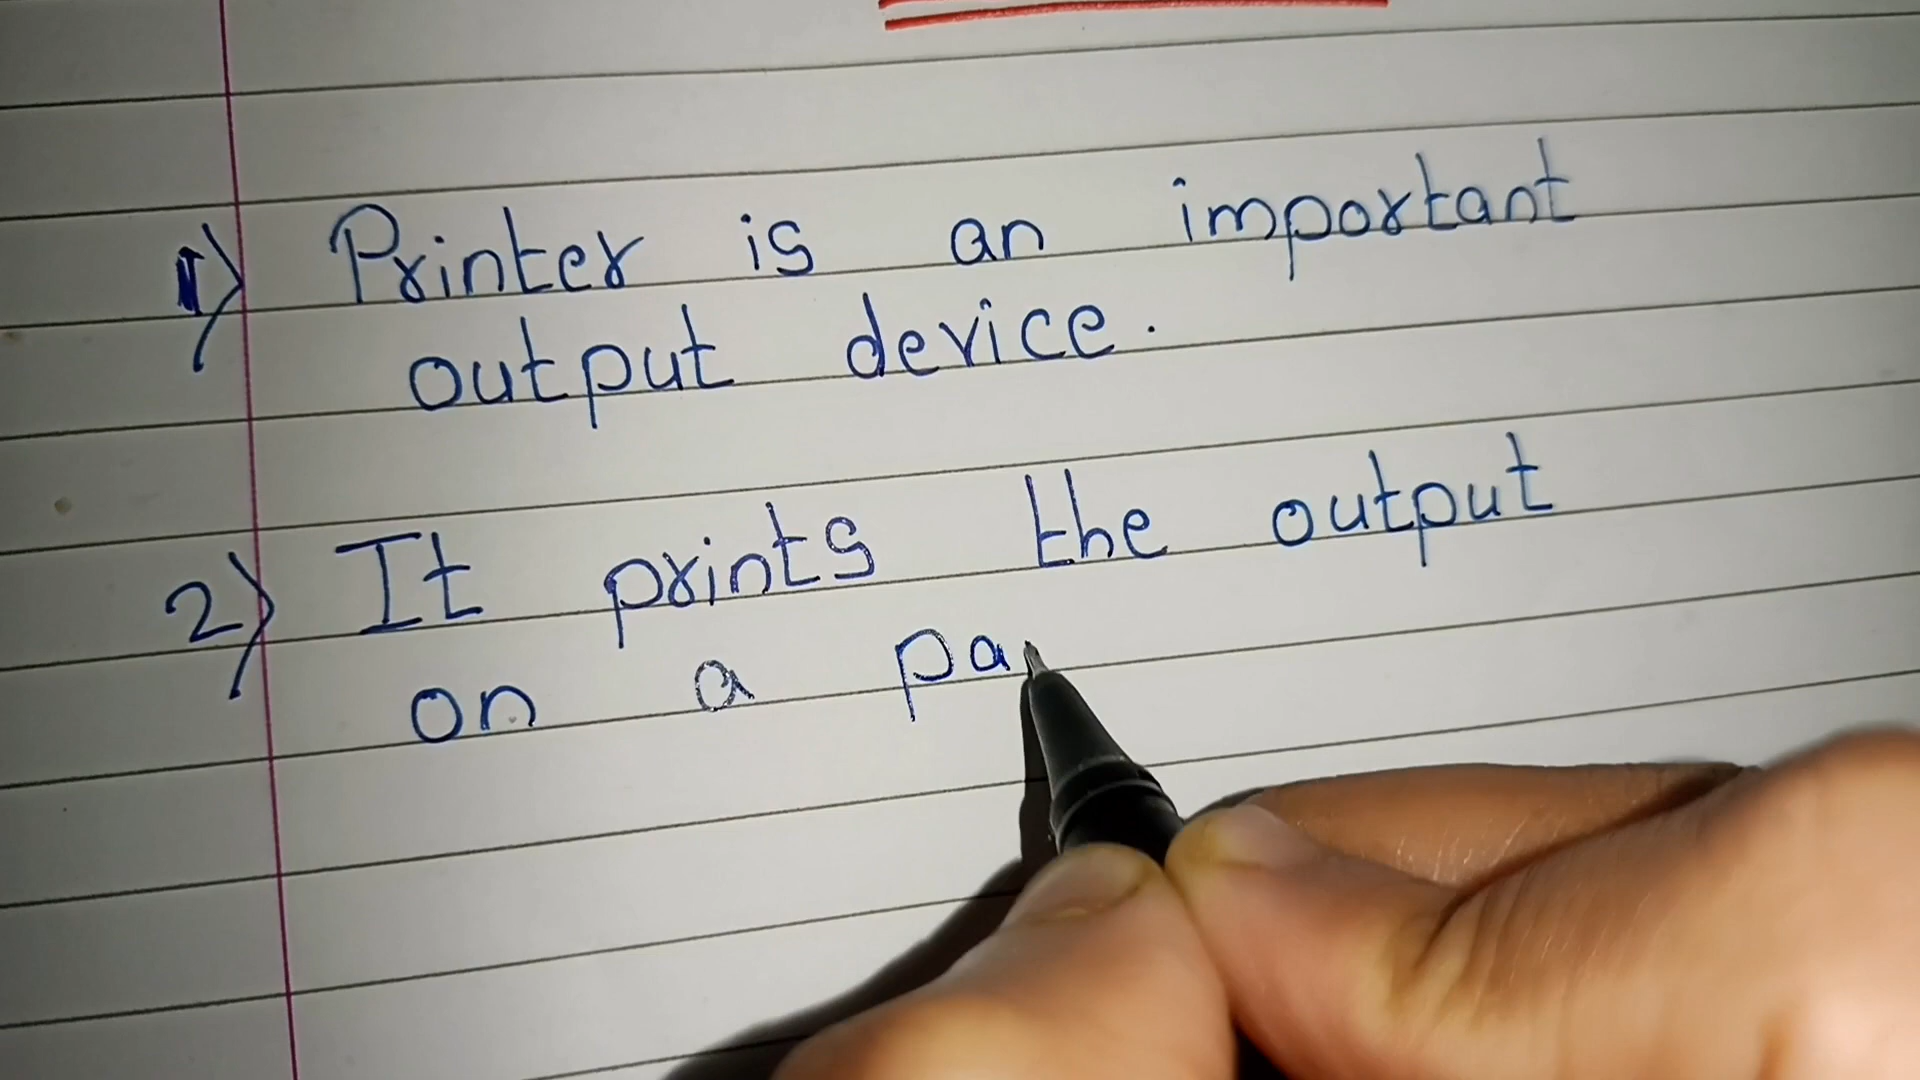 1) Printer is an important
output device.
2) It prints the output
on a pa